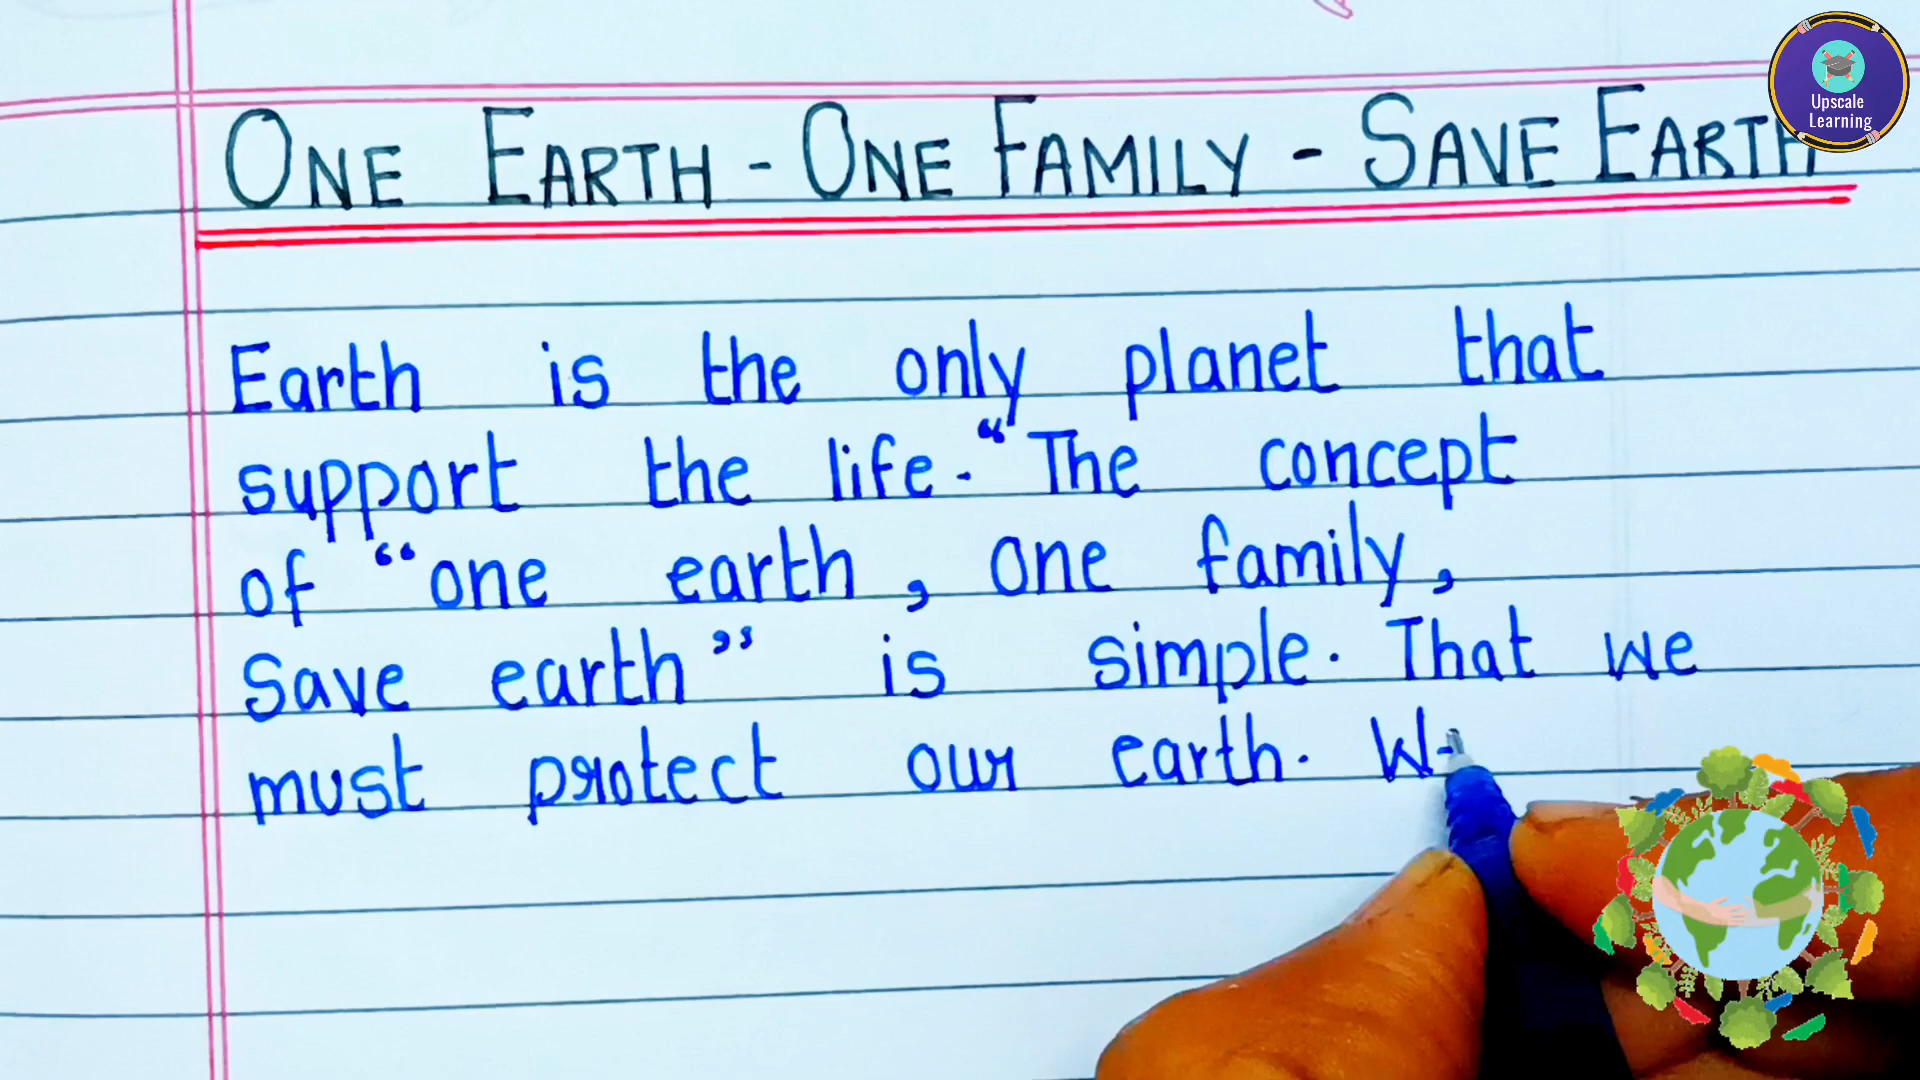 ONE EARTH - ONE FAMILY - SAVE EARTH
Upscale
Learning
Earth is the only planet that
support the life. “The concept
of “one earth, one family,
Save earth” is simple. That we
must protect our earth.